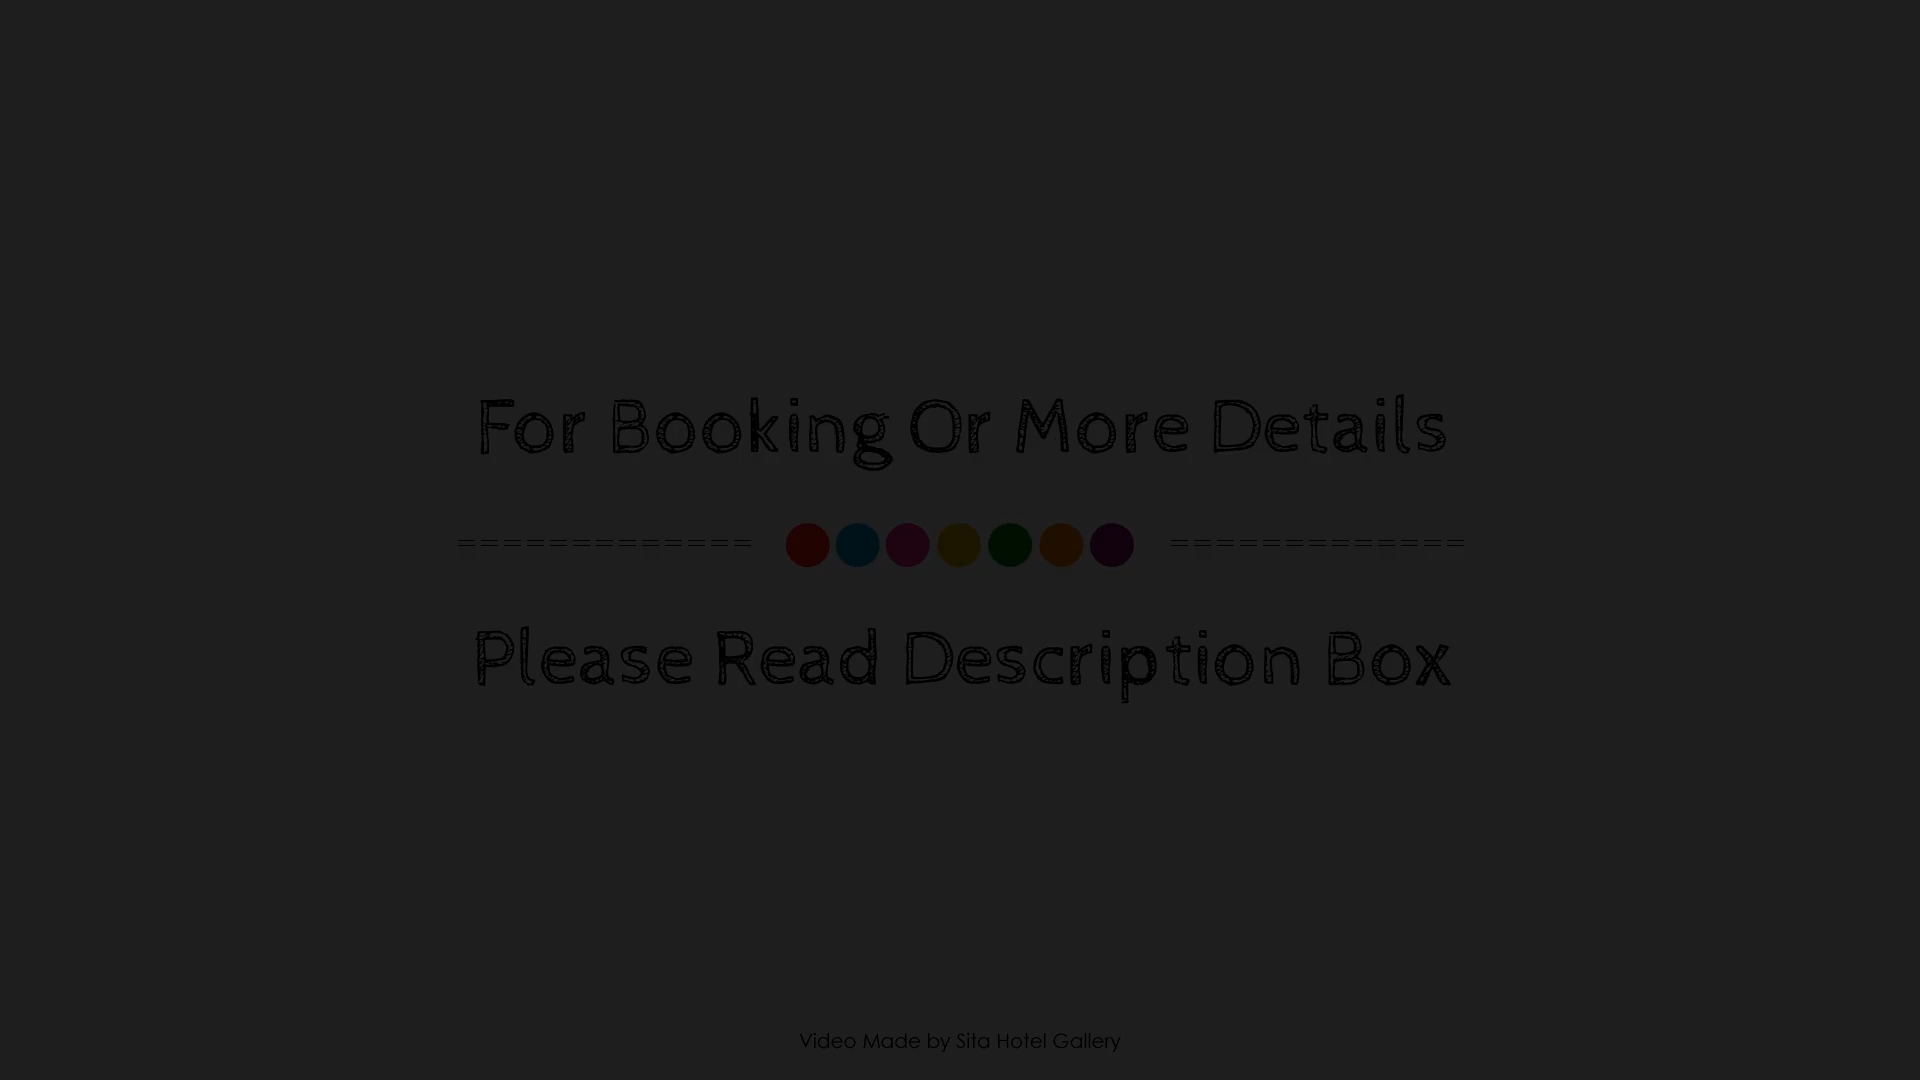 For Booking Or More Details
============= =============
Please Read Description Box
Video Made by Sita Hotel Gallery